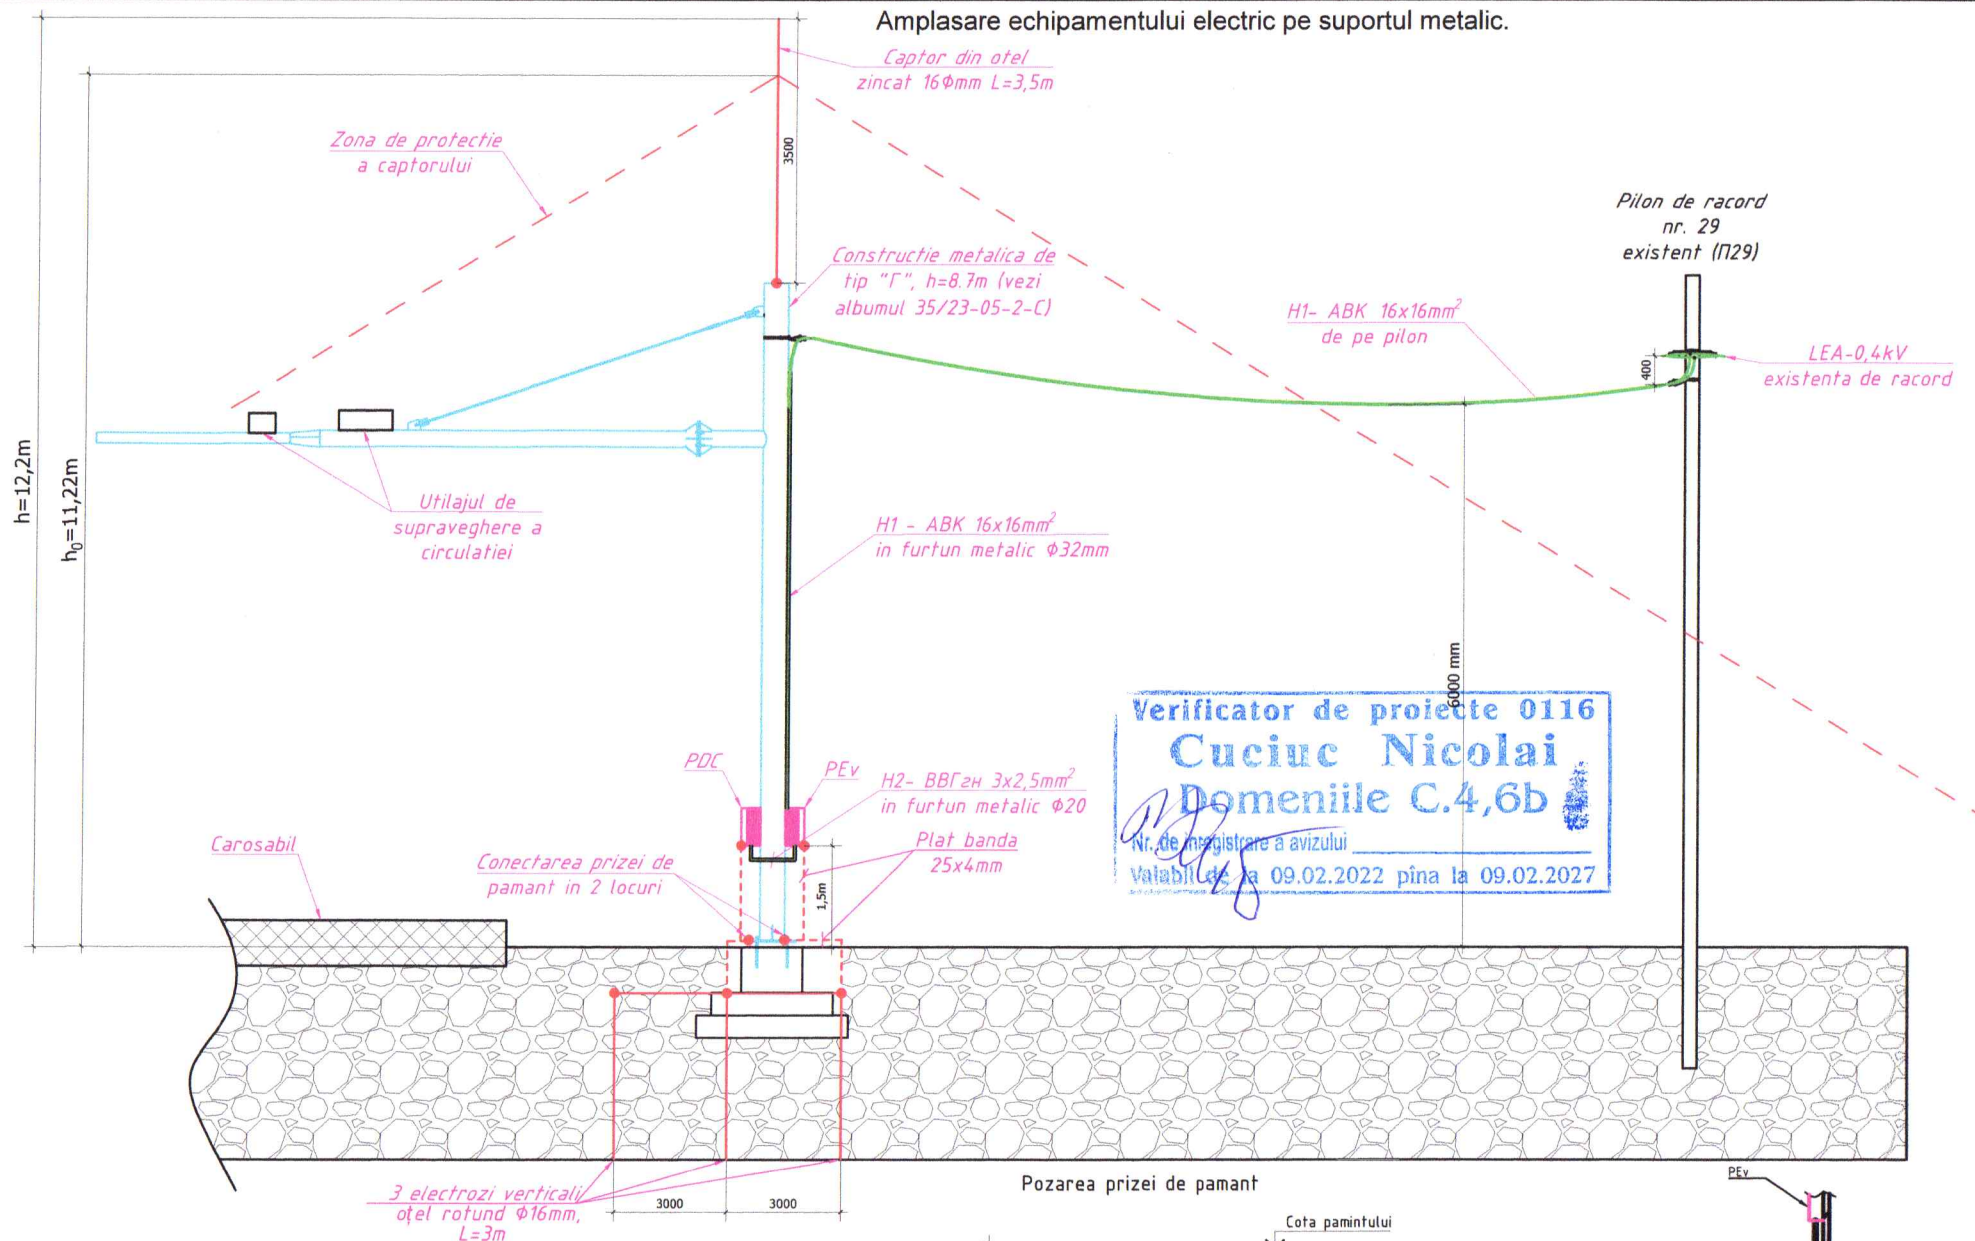 Amplasare echipamentului electric pe suportul metalic.
Captor din otel
zincat 16Φmm L=3,5m
Zona de protectie
a captorului
3500
Pilon de racord
nr. 29
existent (П29)
Constructie metalica de
tip "Г", h=8.7m (vezi
albumul 35/23-05-2-C)
H1- ABK 16x16mm²
de pe pilon
400
LEA-0,4kV
existenta de racord
h=12,2m
h₀=11,22m
Utilajul de
supraveghere a
circulatiei
H1 - ABK 16x16mm²
in furtun metalic Φ32mm
6000 mm
Verificator de proiecte 0116
Cuciuc Nicolai
Domeniile C.4,6b
Nr. de inregistrare a avizului
Valabil de la 09.02.2022 pîna la 09.02.2027
PDC
PEv
H2- ВВГгн 3x2,5mm²
in furtun metalic Φ20
Plat banda
25x4mm
Carosabil
Conectarea prizei de
pamant in 2 locuri
1,5m
3 electrozi verticali
oțel rotund Φ16mm,
L=3m
3000
3000
Pozarea prizei de pamant
PEv
Cota pamintului